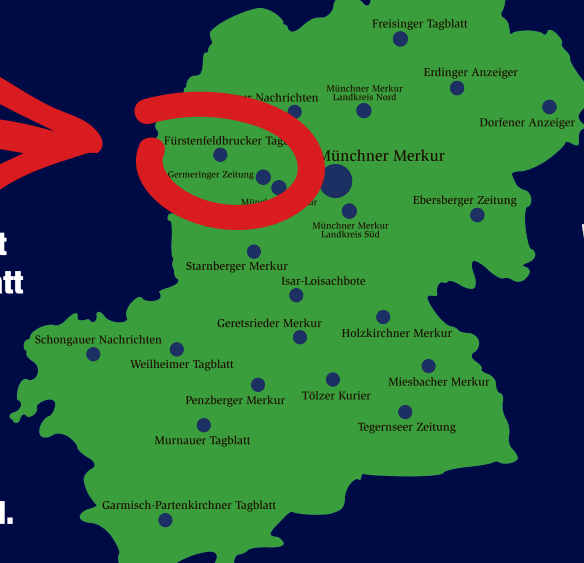 Freisinger Tagblatt
Erdinger Anzeiger
Nachrichten
Münchner Merkur
Landkreis Nord
Dorfener Anzeiger
Fürstenfeldbrucker
Münchner Merkur
Germeringer Zeitung
Ebersberger Zeitung
Münchner Merkur
Landkreis Süd
Starnberger Merkur
Isar-Loisachbote
Geretsrieder Merkur
Holzkirchner Merkur
Schongauer Nachrichten
Weilheimer Tagblatt
Miesbacher Merkur
Penzberger Merkur
Tölzer Kurier
Tegernseer Zeitung
Murnauer Tagblatt
Garmisch-Partenkirchner Tagblatt